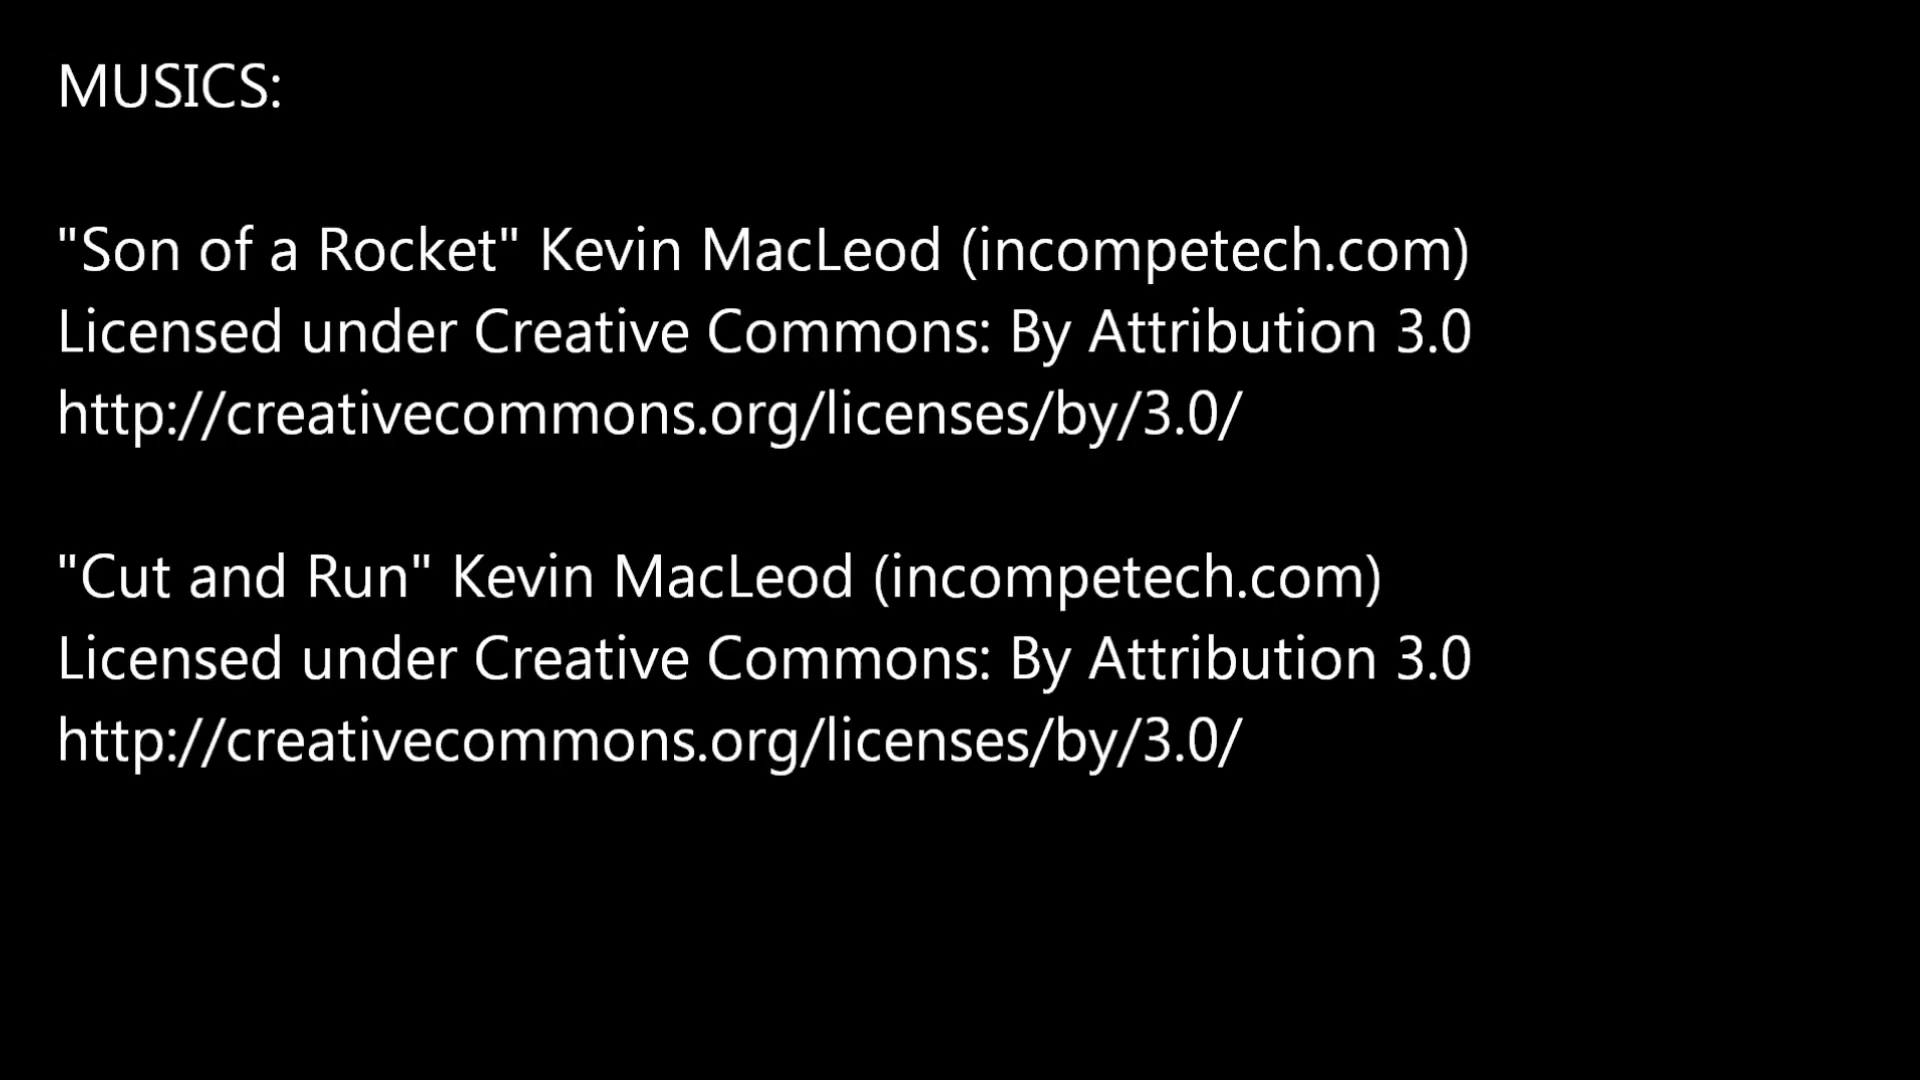 MUSICS:
"Son of a Rocket" Kevin MacLeod (incompetech.com)
Licensed under Creative Commons: By Attribution 3.0
http://creativecommons.org/licenses/by/3.0/
"Cut and Run" Kevin MacLeod (incompetech.com)
Licensed under Creative Commons: By Attribution 3.0
http://creativecommons.org/licenses/by/3.0/